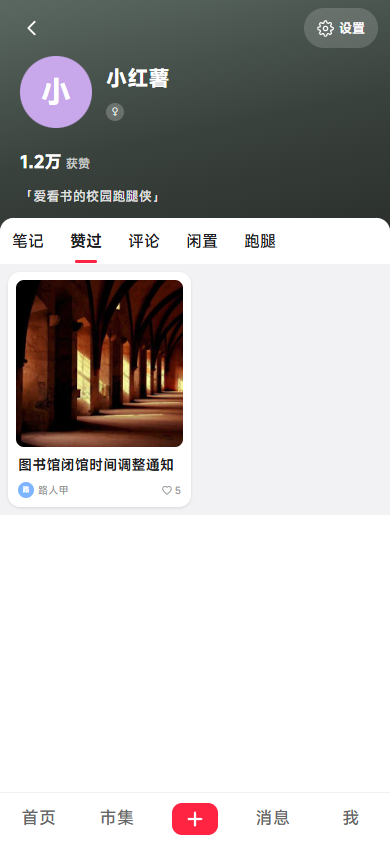 设置
小
小红薯
1.2万 获赞
「爱看书的校园跑腿侠」
笔记 赞过 评论 闲置 跑腿
图书馆闭馆时间调整通知
路 路人甲 5
首页 市集 消息 我